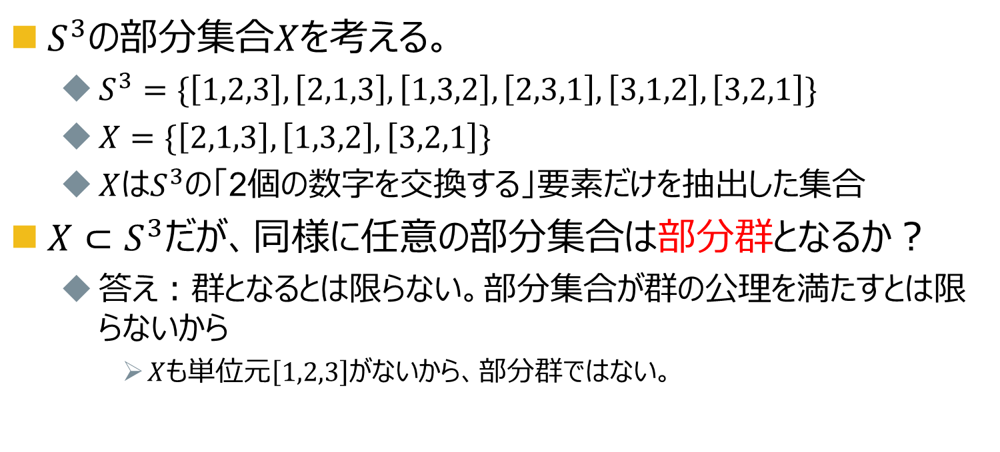 𝑆³の部分集合𝑋を考える。
𝑆³ = {[1,2,3], [2,1,3], [1,3,2], [2,3,1], [3,1,2], [3,2,1]}
𝑋 = {[2,1,3], [1,3,2], [3,2,1]}
𝑋は𝑆³の「2個の数字を交換する」要素だけを抽出した集合
𝑋 ⊂ 𝑆³だが、同様に任意の部分集合は部分群となるか？
答え：群となるとは限らない。部分集合が群の公理を満たすとは限
らないから
𝑋も単位元[1,2,3]がないから、部分群ではない。